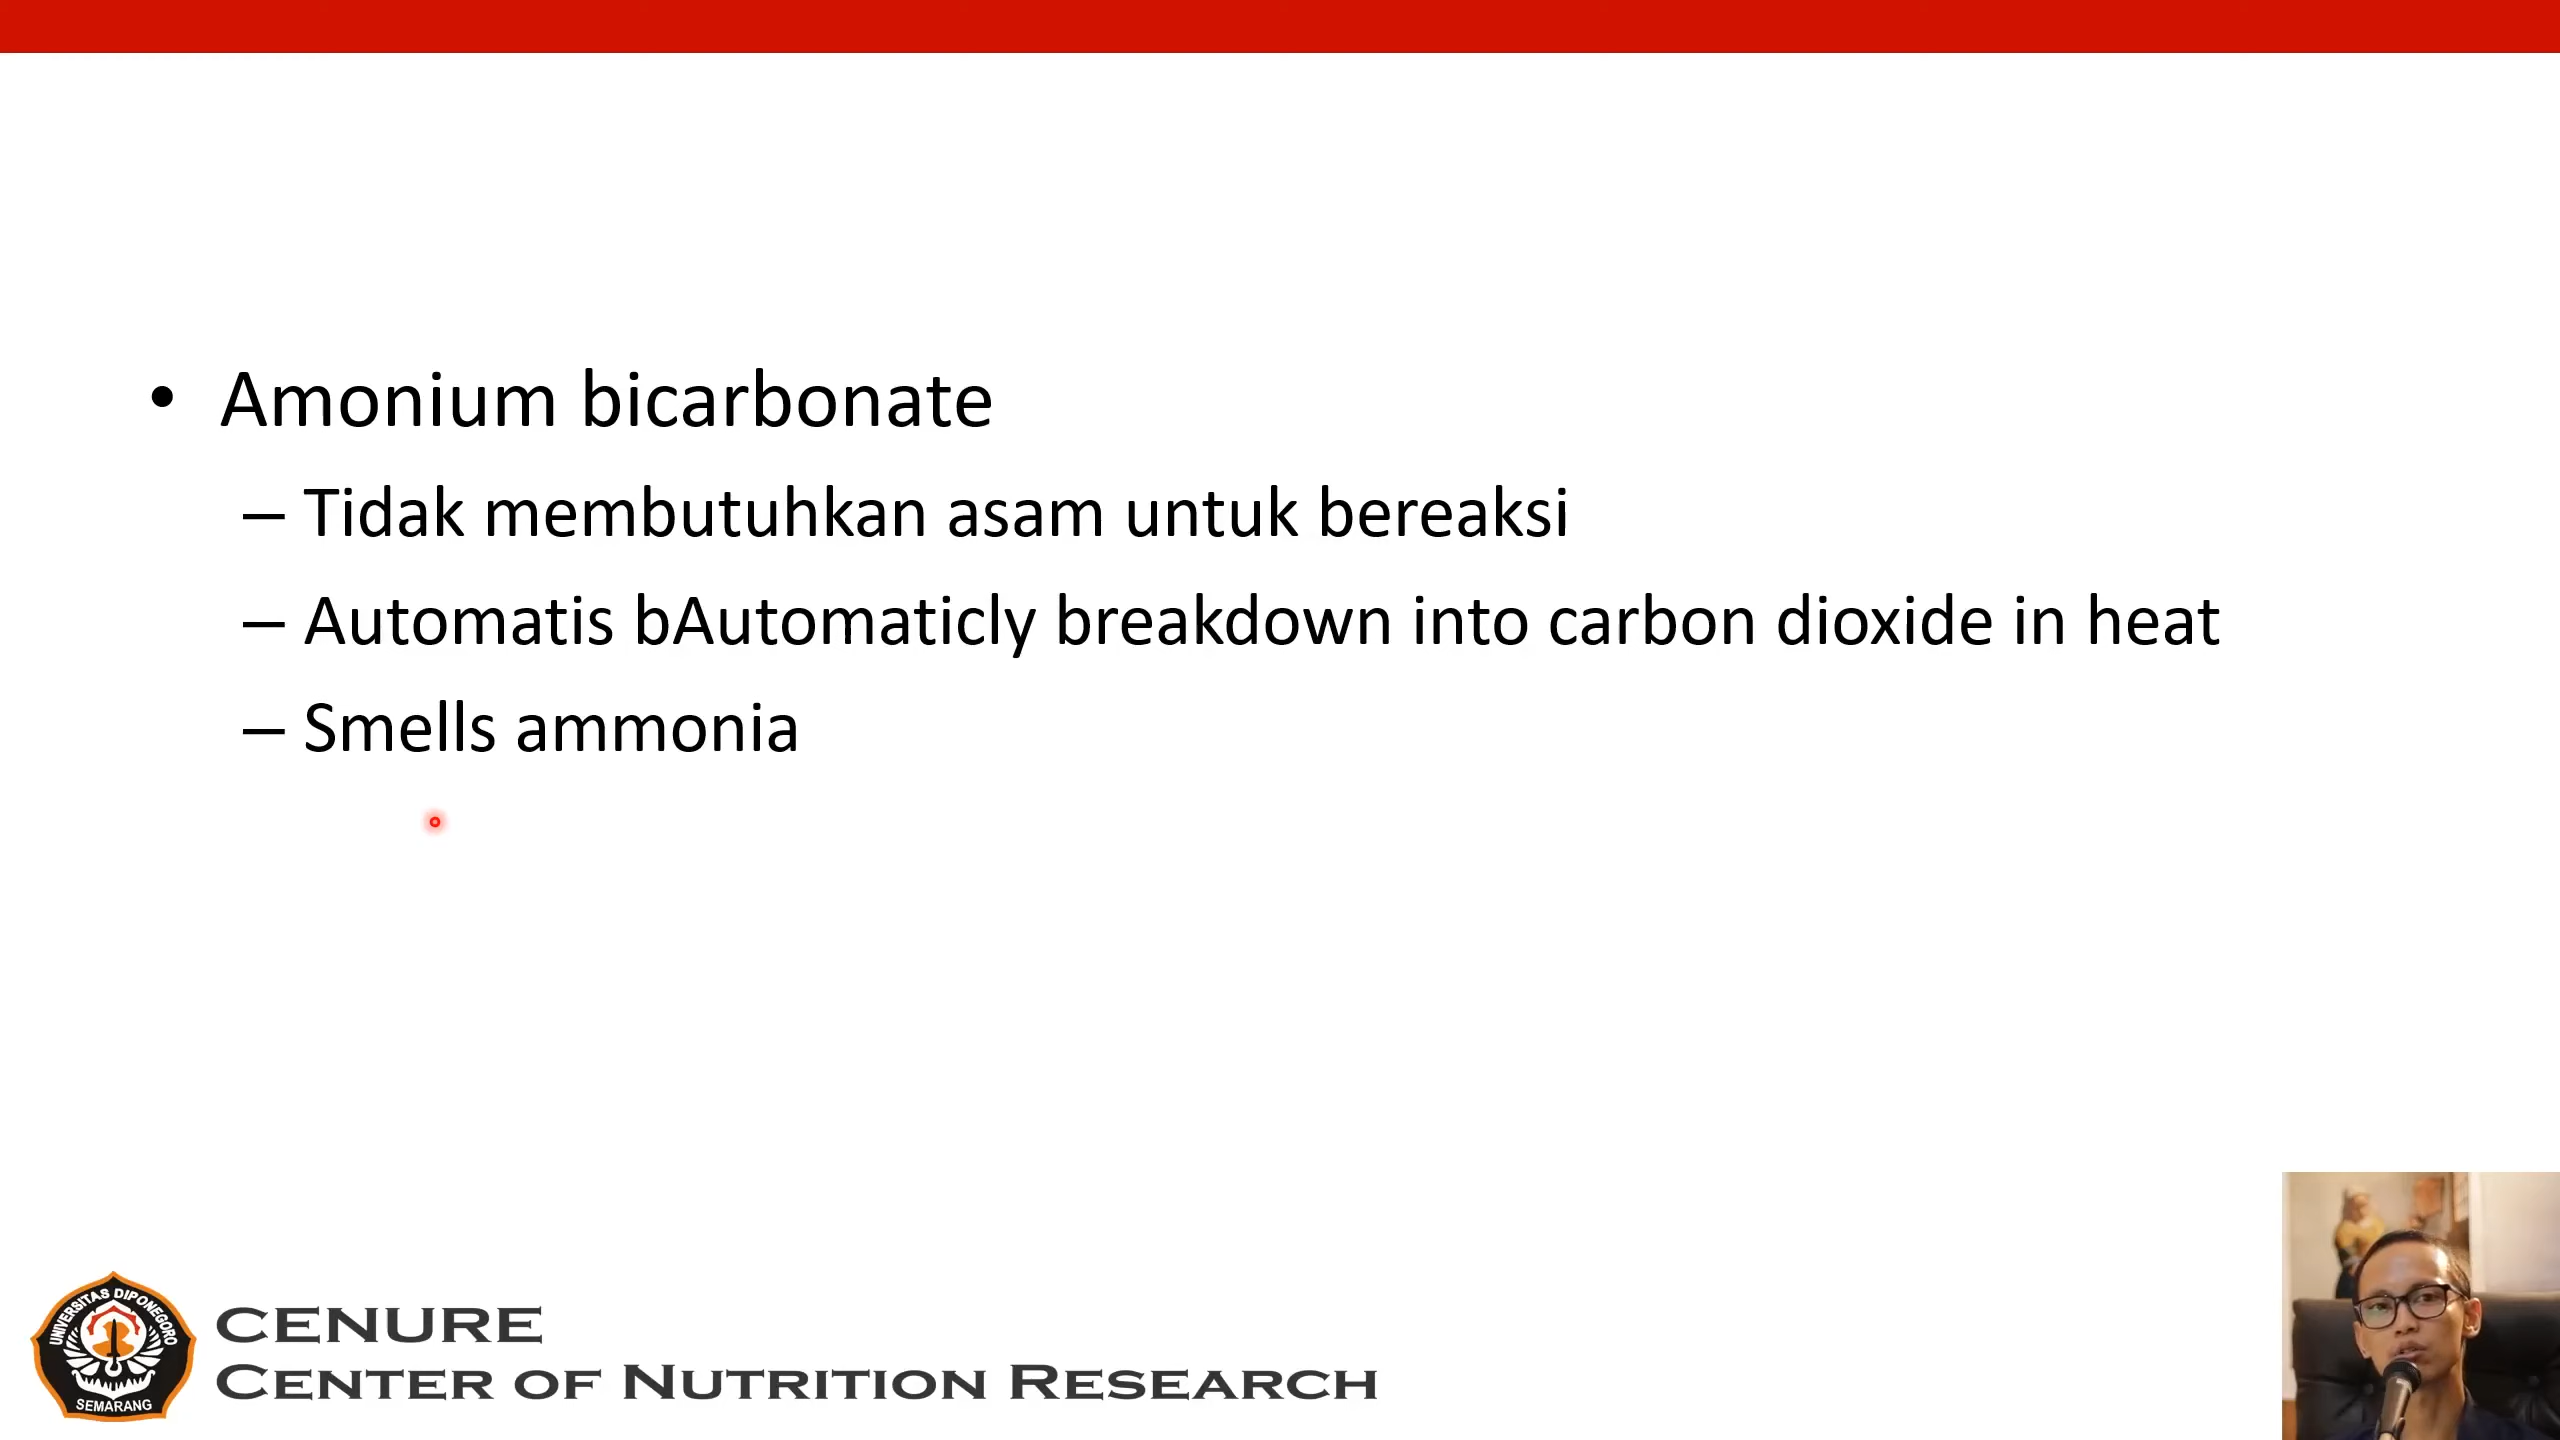 • Amonium bicarbonate
– Tidak membutuhkan asam untuk bereaksi
– Automatis bAutomaticly breakdown into carbon dioxide in heat
– Smells ammonia
UNIVERSITAS DIPONEGORO
SEMARANG
CENURE
CENTER OF NUTRITION RESEARCH